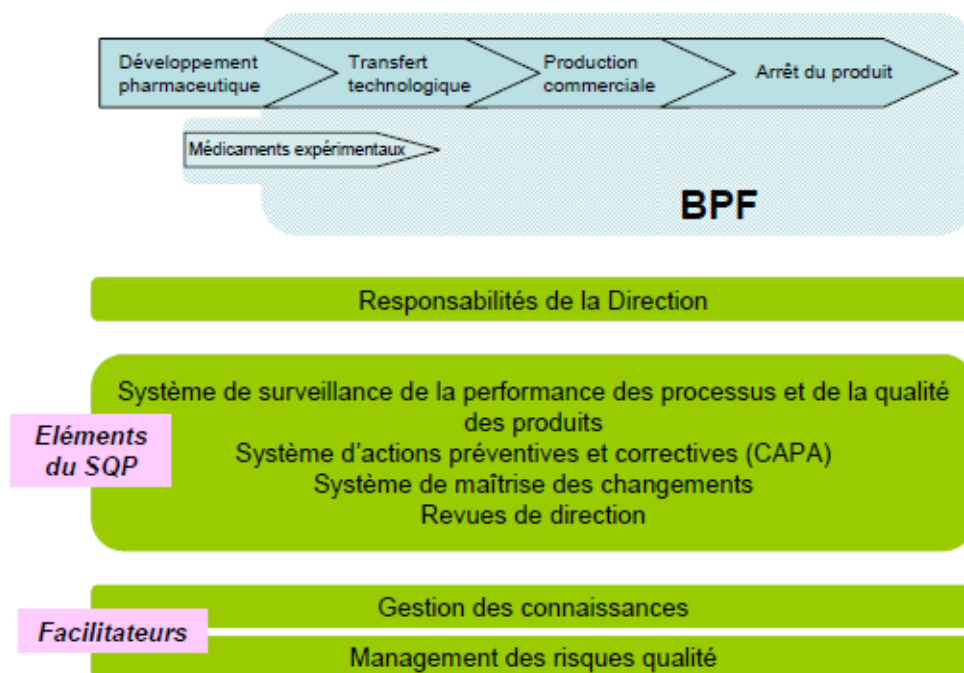 Développement
pharmaceutique
Transfert
technologique
Production
commerciale
Arrêt du produit
Médicaments expérimentaux
BPF
Responsabilités de la Direction
Système de surveillance de la performance des processus et de la qualité
des produits
Système d'actions préventives et correctives (CAPA)
Système de maîtrise des changements
Revues de direction
Eléments
du SQP
Gestion des connaissances
Facilitateurs
Management des risques qualité